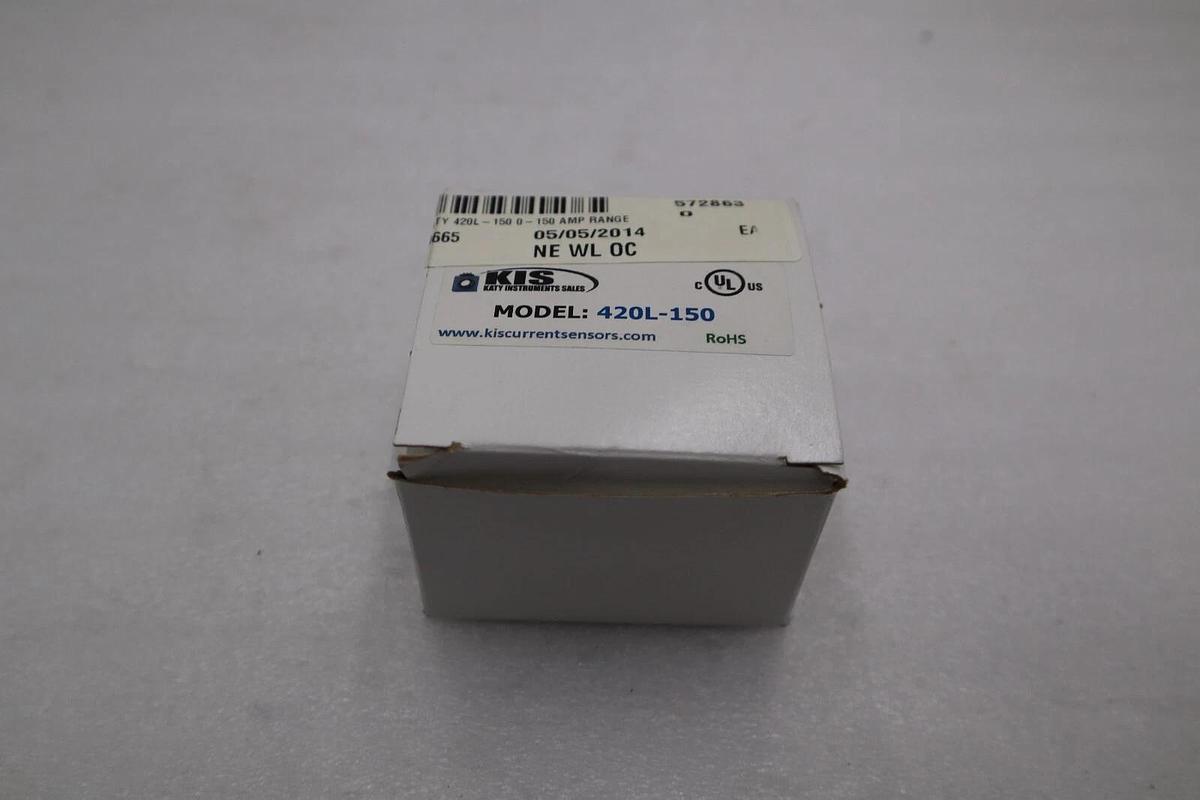 572863
TY 420L-150 0-150 AMP RANGE
0
665 05/05/2014 EA
NE WL OC
KIS
KATY INSTRUMENTS SALES
C UL US
MODEL: 420L-150
www.kiscurrentsensors.com RoHS